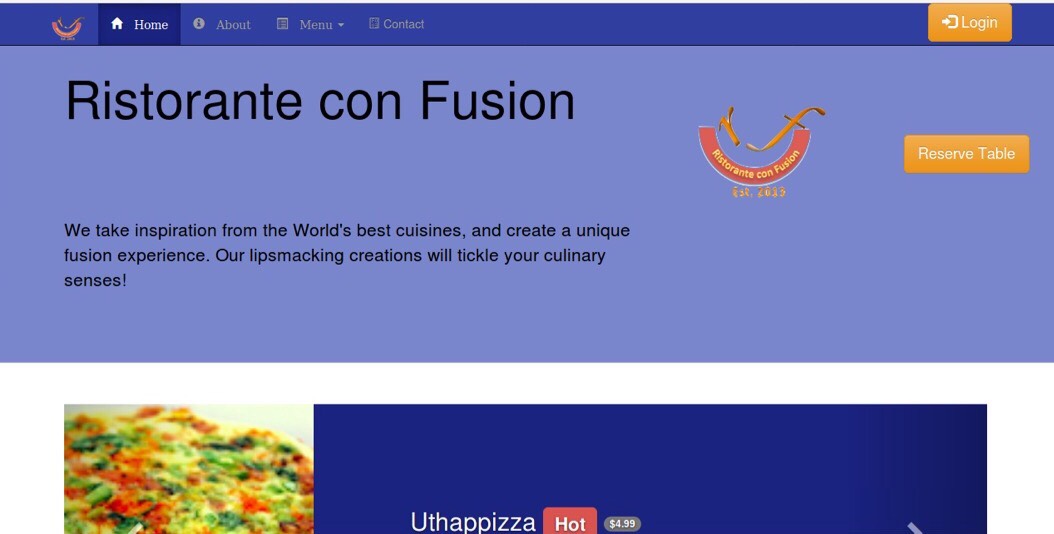 Home
About
Menu
Contact
Login
Ristorante con Fusion
Ristorante con Fusion
Reserve Table
We take inspiration from the World's best cuisines, and create a unique
fusion experience. Our lipsmacking creations will tickle your culinary
senses!
Uthappizza Hot $4.99